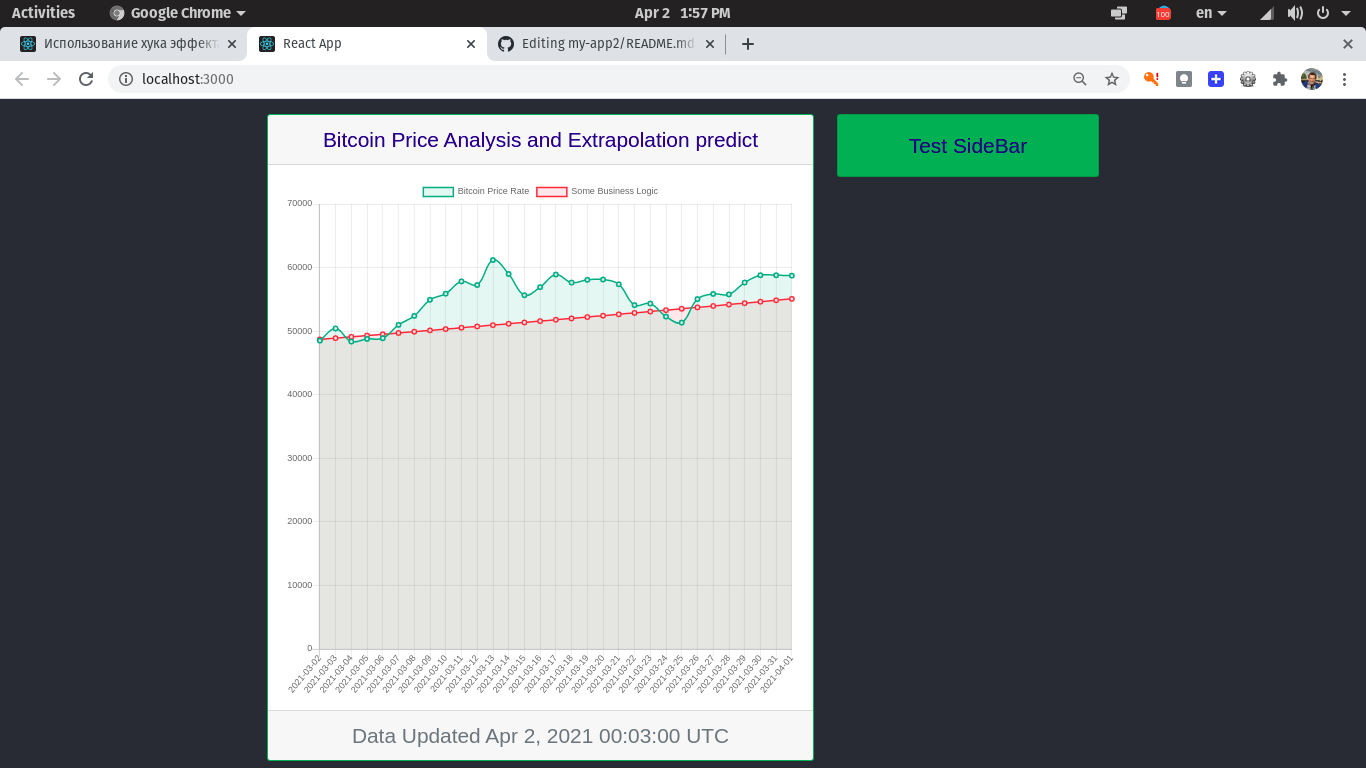 Activities Google Chrome Apr 2 1:57 PM 100 en
Использование хука эффект React App Editing my-app2/README.md
localhost:3000
Bitcoin Price Analysis and Extrapolation predict
Test SideBar
Bitcoin Price Rate Some Business Logic
70000
60000
50000
40000
30000
20000
10000
0
2021-03-02 2021-03-03 2021-03-04 2021-03-05 2021-03-06 2021-03-07 2021-03-08 2021-03-09 2021-03-10 2021-03-11 2021-03-12 2021-03-13 2021-03-14 2021-03-15 2021-03-16 2021-03-17 2021-03-18 2021-03-19 2021-03-20 2021-03-21 2021-03-22 2021-03-23 2021-03-24 2021-03-25 2021-03-26 2021-03-27 2021-03-28 2021-03-29 2021-03-30 2021-03-31 2021-04-01
Data Updated Apr 2, 2021 00:03:00 UTC